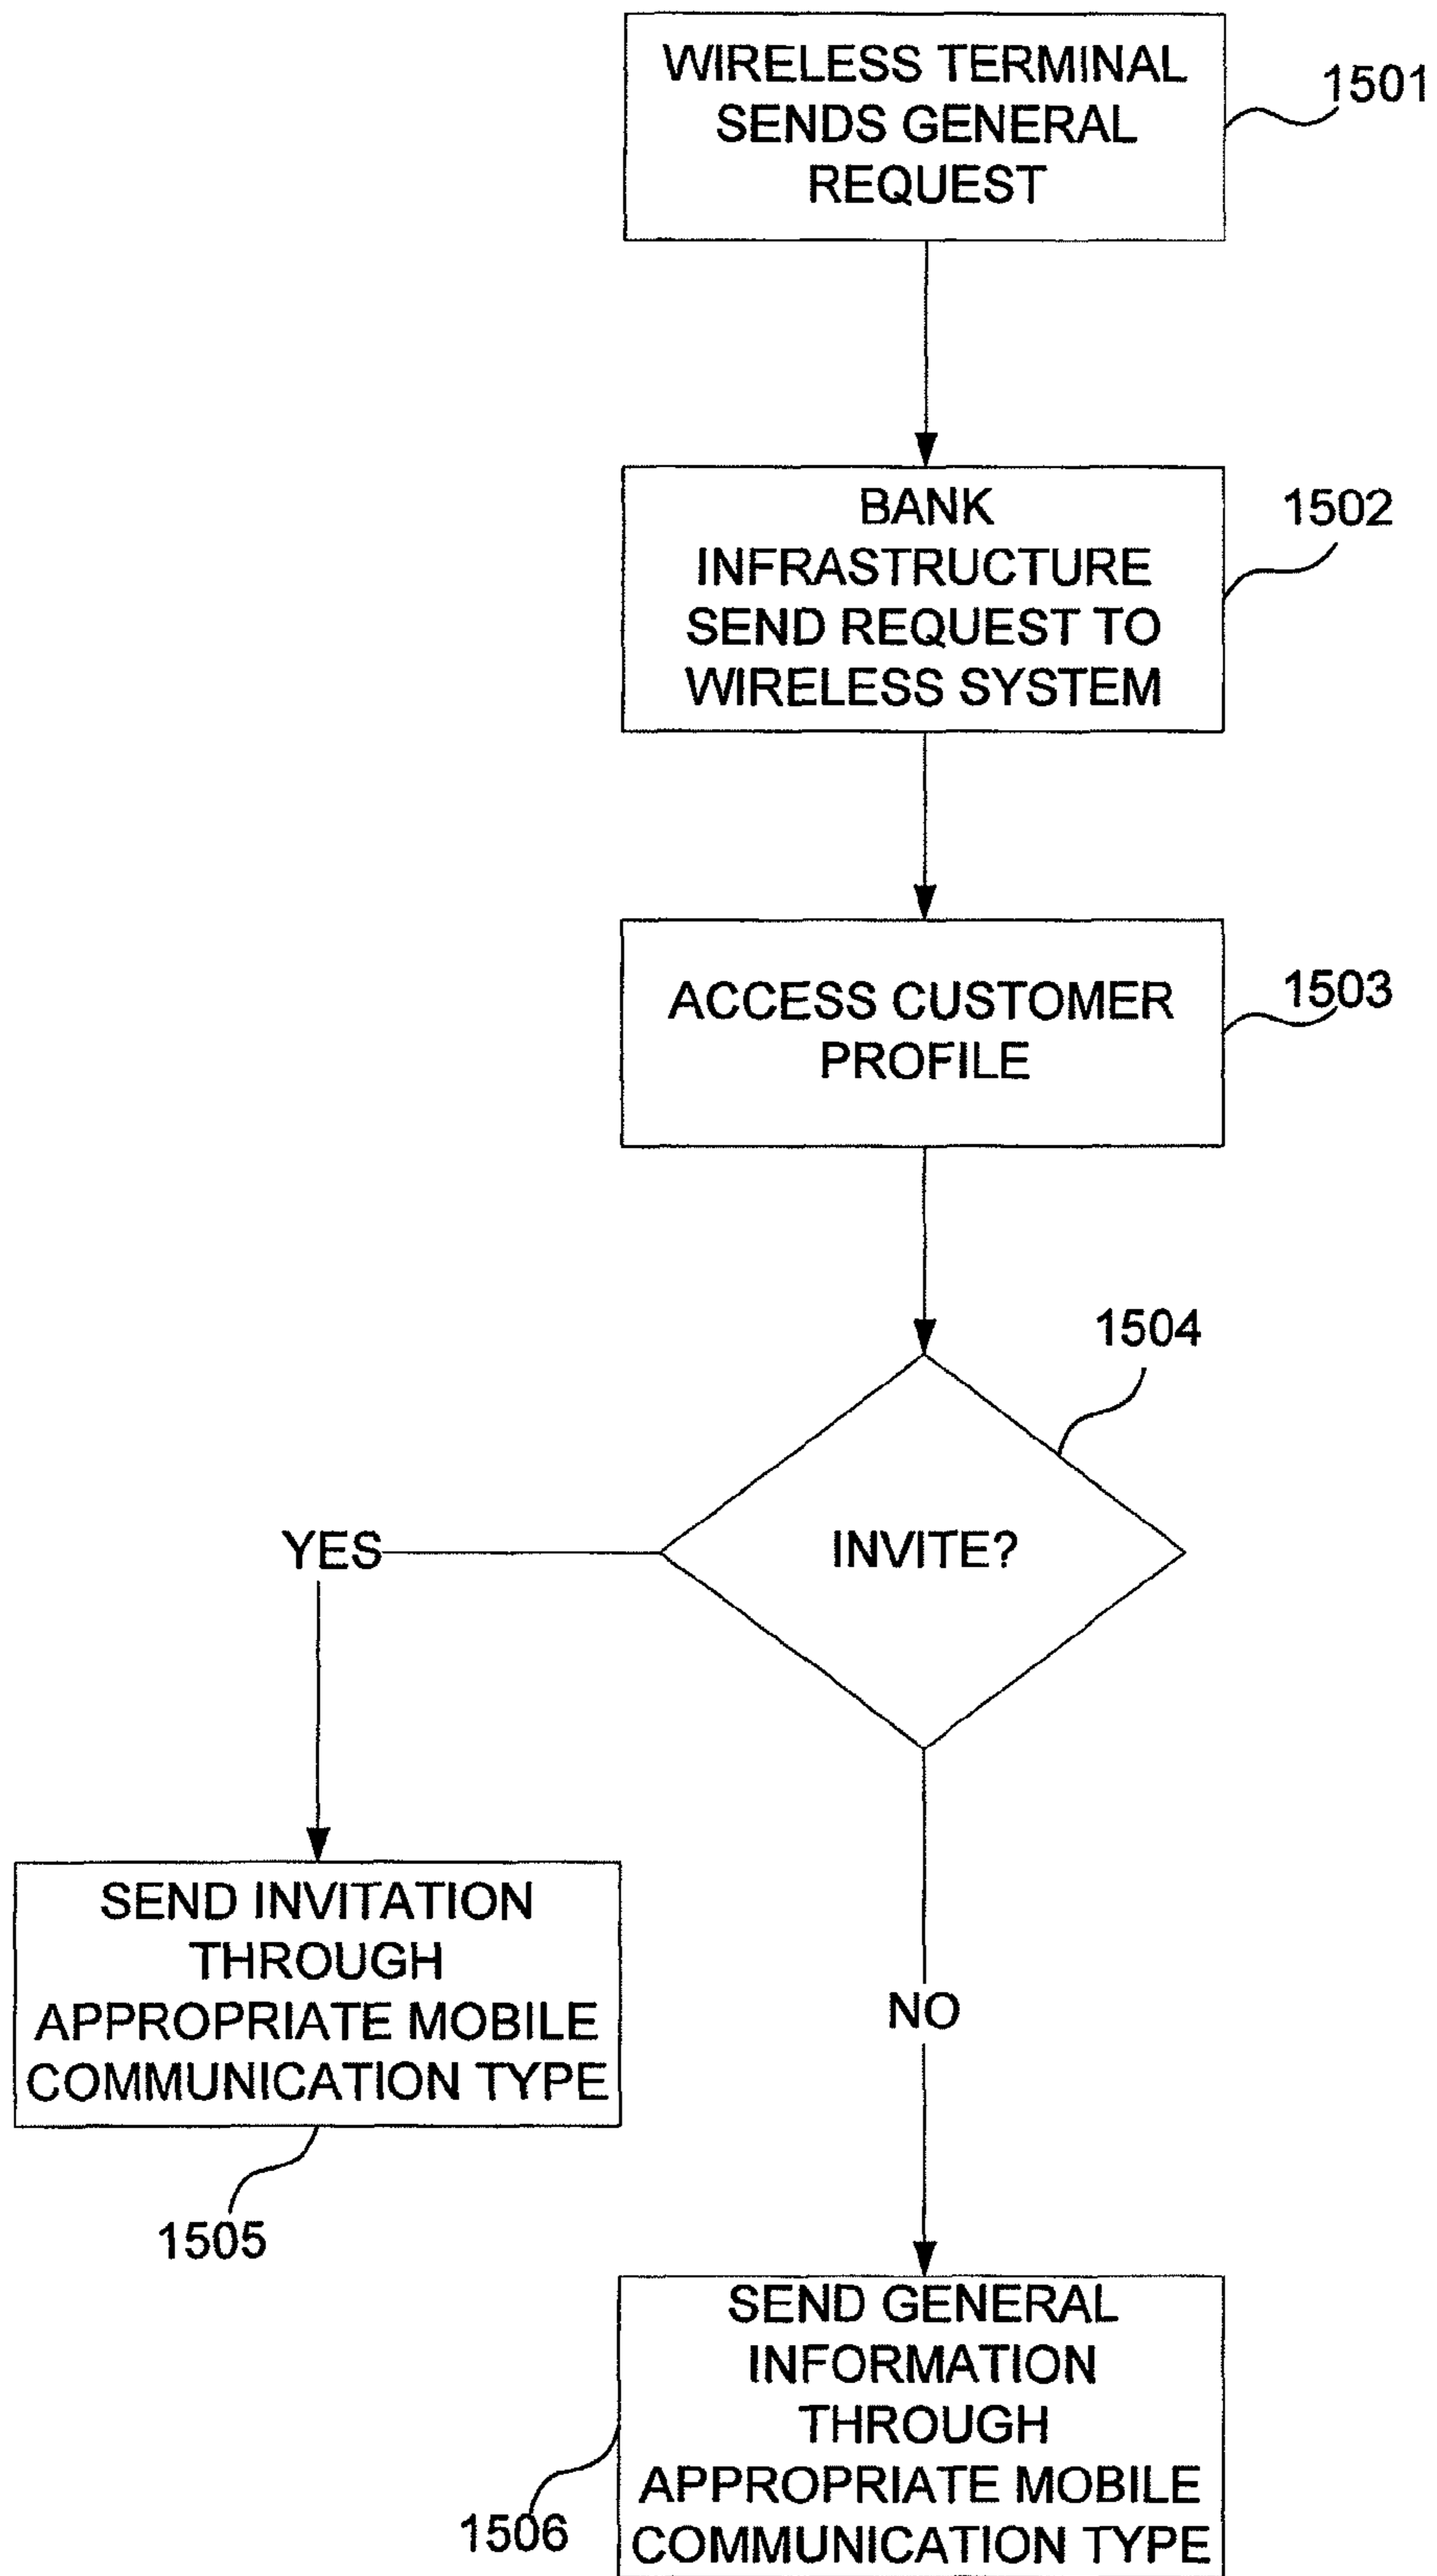 WIRELESS TERMINAL
SENDS GENERAL
REQUEST
1501
BANK
INFRASTRUCTURE
SEND REQUEST TO
WIRELESS SYSTEM
1502
ACCESS CUSTOMER
PROFILE
1503
1504
INVITE?
YES
NO
SEND INVITATION
THROUGH
APPROPRIATE MOBILE
COMMUNICATION TYPE
1505
SEND GENERAL
INFORMATION
THROUGH
APPROPRIATE MOBILE
COMMUNICATION TYPE
1506